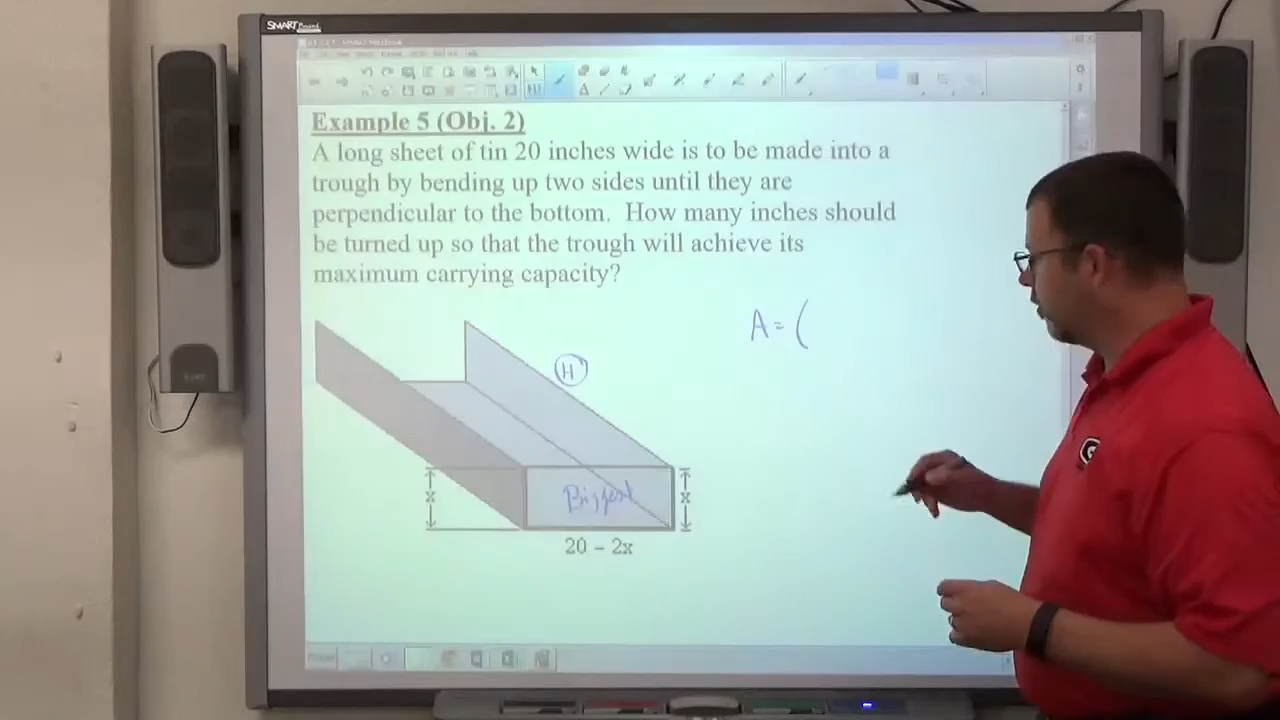 SMART Board
Example 5 (Obj. 2)
A long sheet of tin 20 inches wide is to be made into a
trough by bending up two sides until they are
perpendicular to the bottom. How many inches should
be turned up so that the trough will achieve its
maximum carrying capacity?
A = (
H
x
Biggest
x
20 – 2x
G